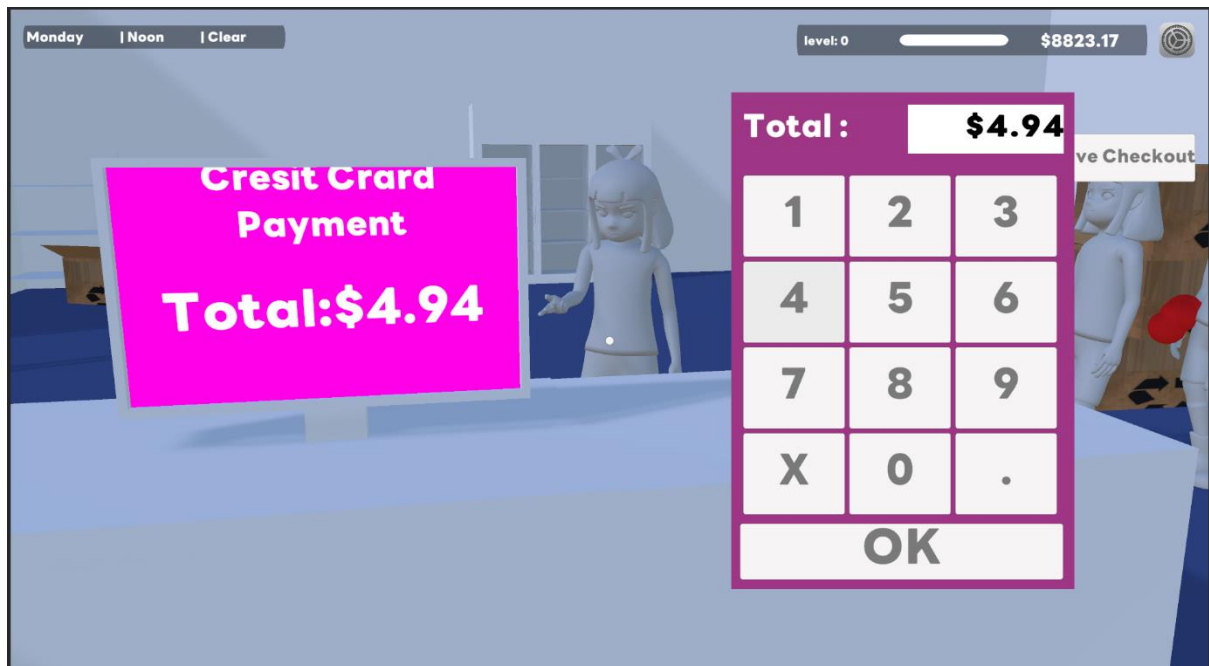 Monday | Noon | Clear
level: 0 $8823.17
Cresit Crard
Payment
Total:$4.94
Total : $4.94
ve Checkout
1 2 3
4 5 6
7 8 9
X 0 .
OK